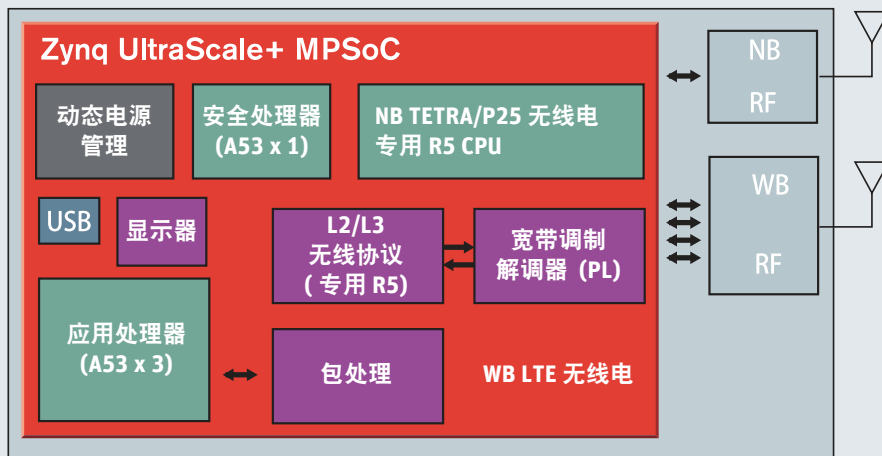 Zynq UltraScale+ MPSoC
动态电源
管理
安全处理器
(A53 x 1)
NB TETRA/P25 无线电
专用 R5 CPU
NB
RF
USB
显示器
L2/L3
无线协议
( 专用 R5)
宽带调制
解调器 (PL)
WB
RF
应用处理器
(A53 x 3)
包处理
WB LTE 无线电